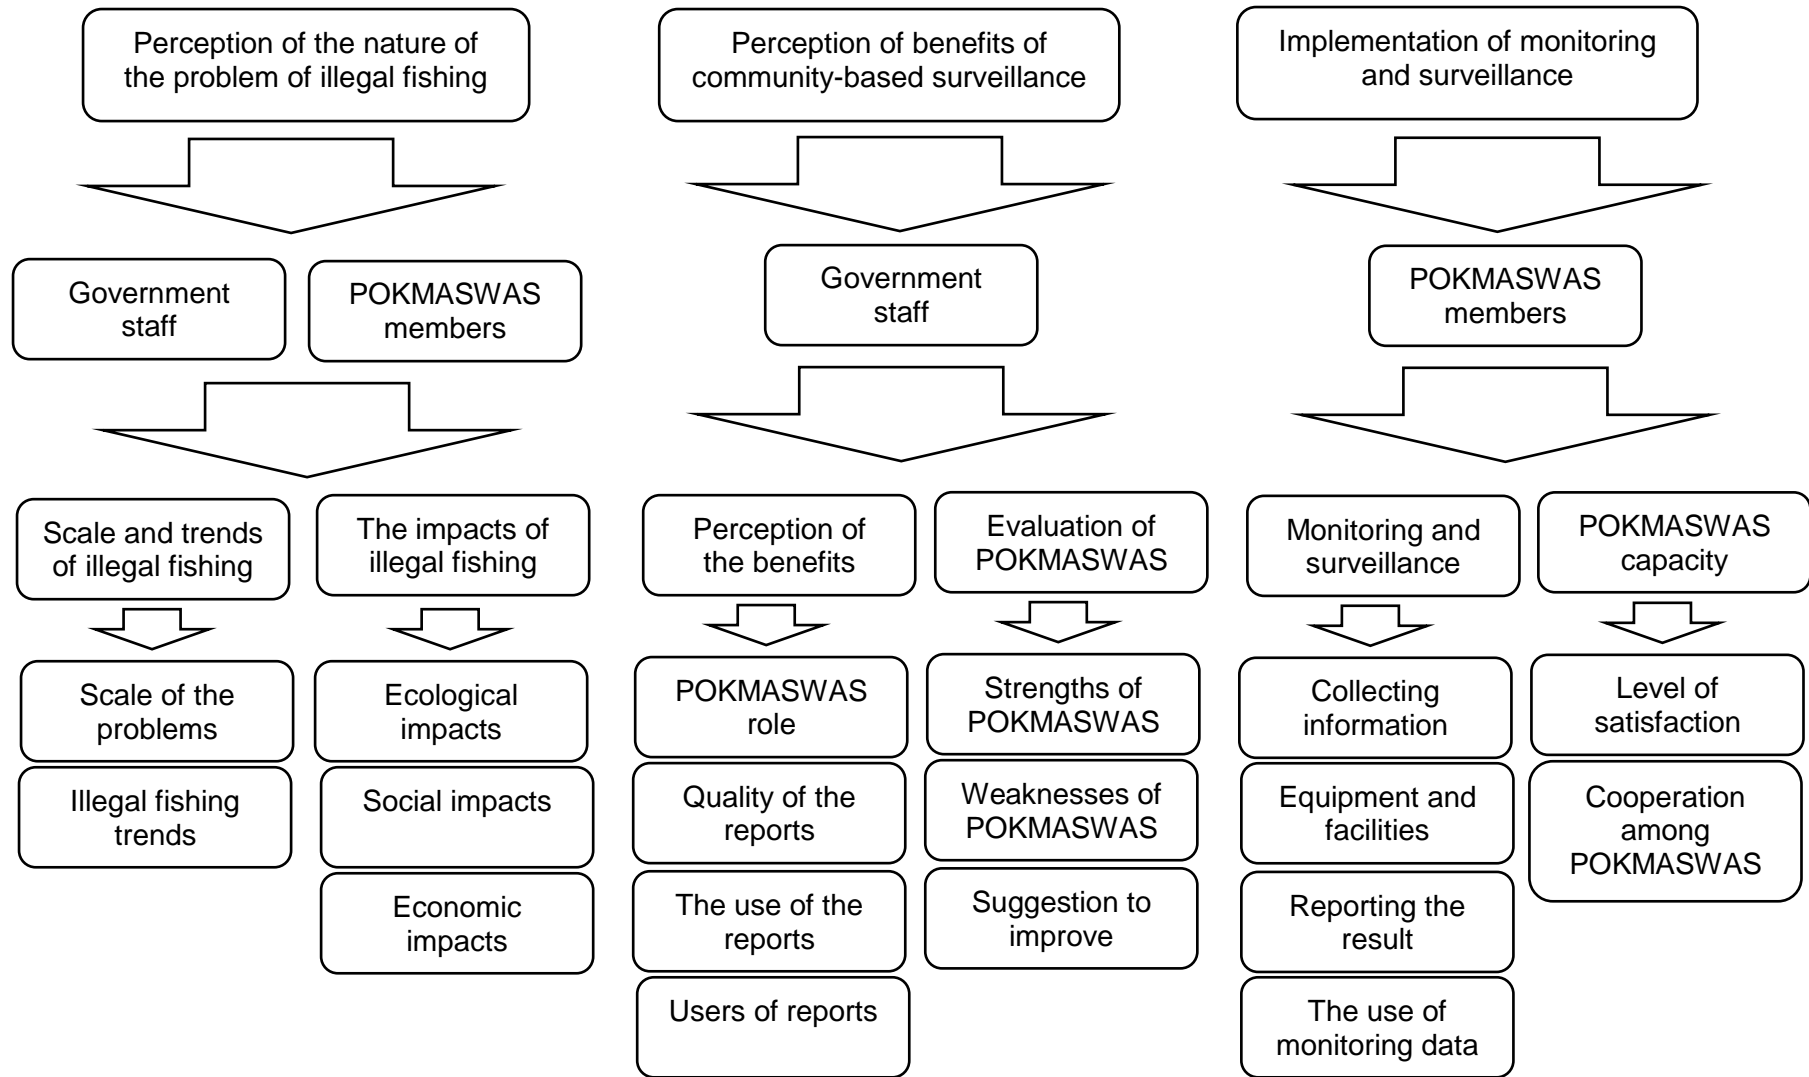 Perception of the nature of
the problem of illegal fishing
Perception of benefits of
community-based surveillance
Implementation of monitoring
and surveillance
Government
staff
POKMASWAS
members
Government
staff
POKMASWAS
members
Scale and trends
of illegal fishing
The impacts of
illegal fishing
Perception of
the benefits
Evaluation of
POKMASWAS
Monitoring and
surveillance
POKMASWAS
capacity
Scale of the
problems
Illegal fishing
trends
Ecological
impacts
Social impacts
Economic
impacts
POKMASWAS
role
Quality of the
reports
The use of the
reports
Users of reports
Strengths of
POKMASWAS
Weaknesses of
POKMASWAS
Suggestion to
improve
Collecting
information
Equipment and
facilities
Reporting the
result
The use of
monitoring data
Level of
satisfaction
Cooperation
among
POKMASWAS